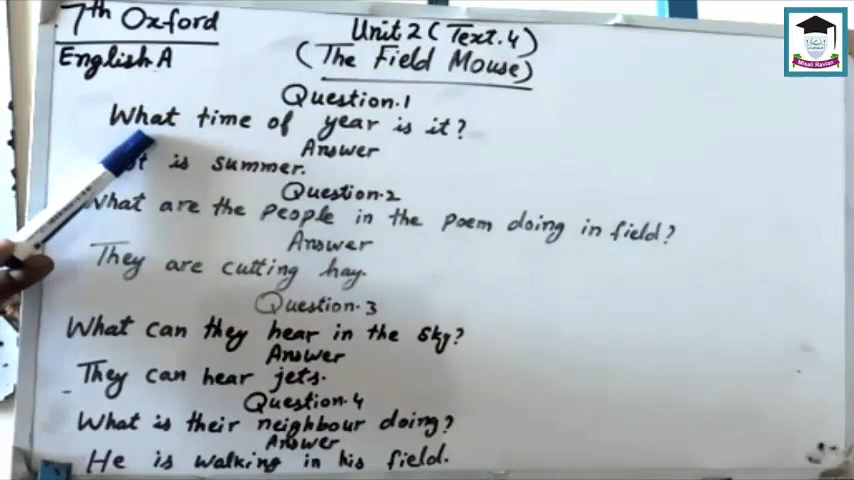 7th Oxford
English A
Unit 2 (Text.4)
(The Field Mouse)
Question.1
What time of year is it?
Answer
is summer.
Question.2
What are the people in the poem doing in field?
Answer
They are cutting hay.
Question.3
What can they hear in the sky?
Answer
They can hear jets.
Question.4
What is their neighbour doing?
Answer
He is walking in his field.
Misali Ravian